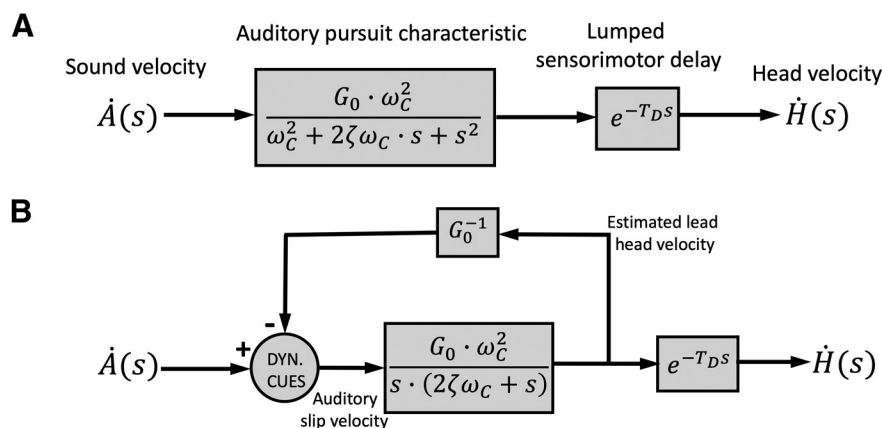 A
Auditory pursuit characteristic
Lumped
sensorimotor delay
Sound velocity
Head velocity
Ȧ(s)
G₀ · ω_C²
ω_C² + 2ζω_C · s + s²
e^(−T_D s)
Ḣ(s)
B
G₀⁻¹
Estimated lead
head velocity
-
+
Ȧ(s)
DYN.
CUES
Auditory
slip velocity
G₀ · ω_C²
s · (2ζω_C + s)
e^(−T_D s)
Ḣ(s)